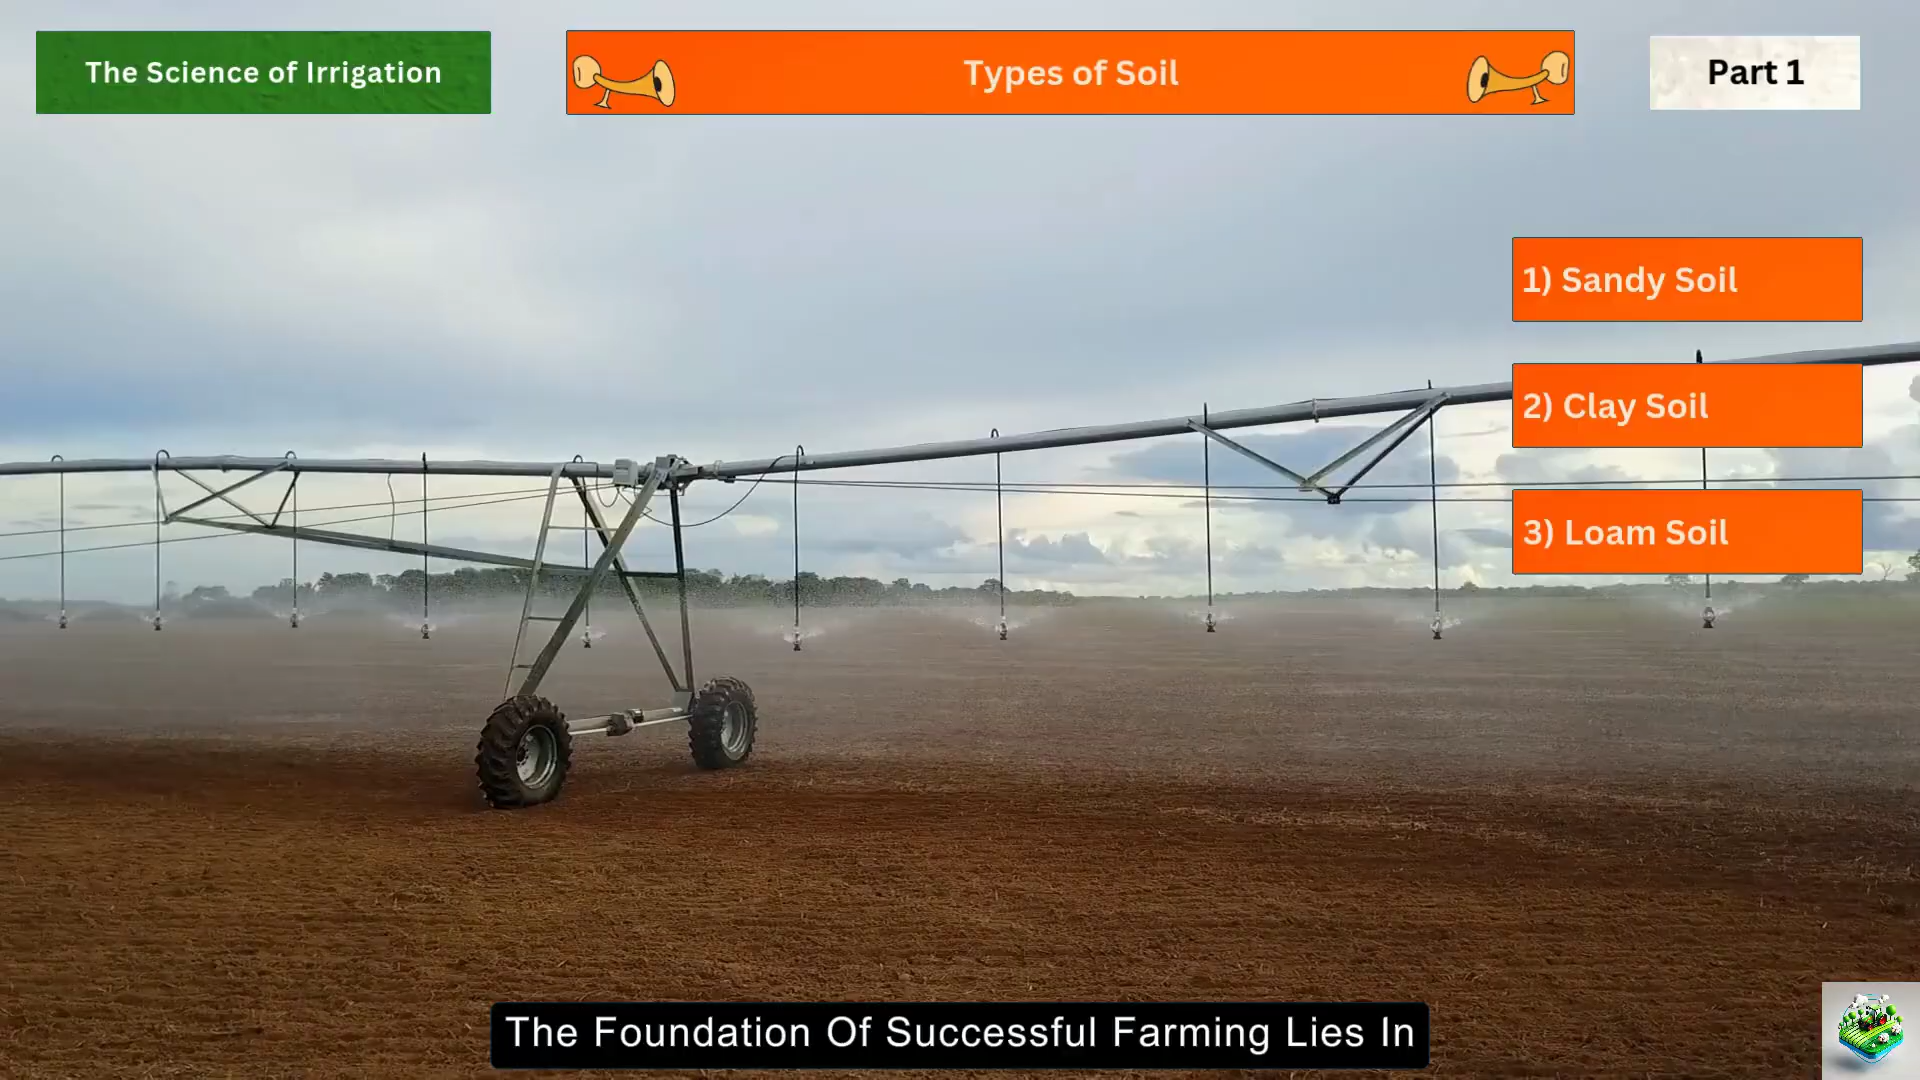 The Science of Irrigation
Types of Soil
Part 1
1) Sandy Soil
2) Clay Soil
3) Loam Soil
The Foundation Of Successful Farming Lies In